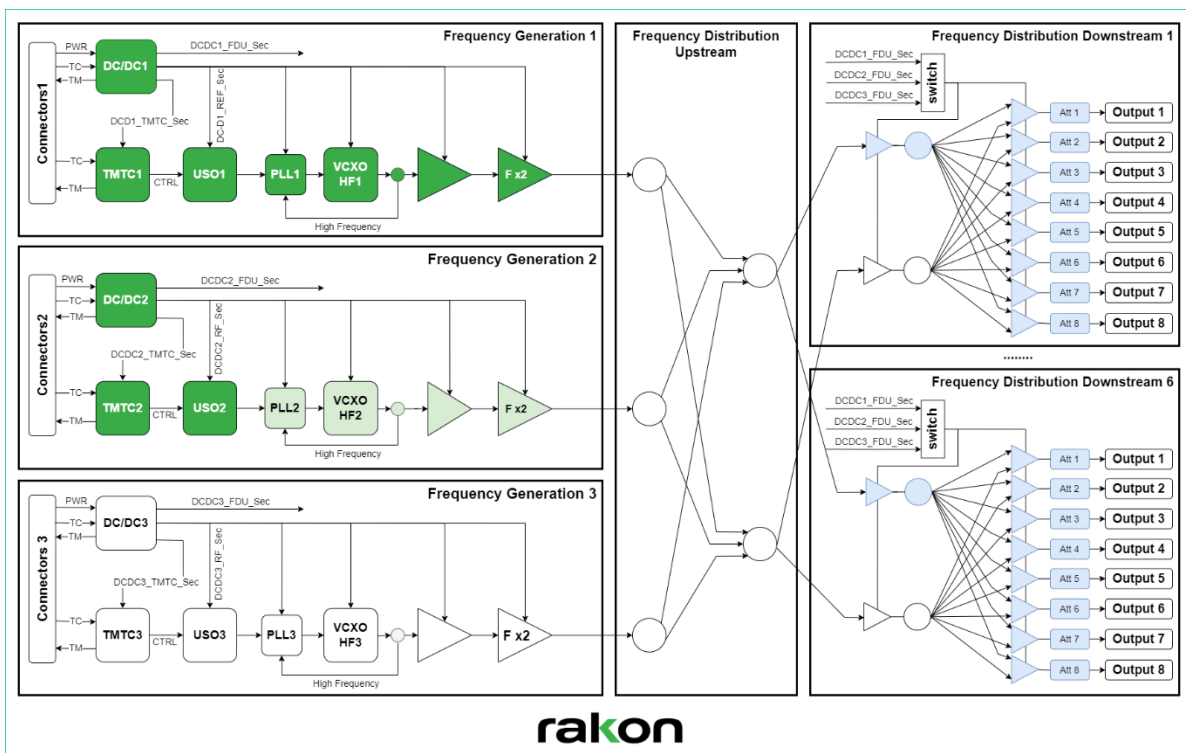 Frequency Generation 1
Connectors1
PWR
TC
TM
DC/DC1
DCDC1_FDU_Sec
DCD1_TMTC_Sec
DC-D1_REF_Sec
TC
TM
TMTC1
CTRL
USO1
PLL1
VCXO
HF1
F x2
High Frequency
Frequency Generation 2
Connectors2
PWR
TC
TM
DC/DC2
DCDC2_FDU_Sec
DCDC2_TMTC_Sec
DCDC2_RF_Sec
TC
TM
TMTC2
CTRL
USO2
PLL2
VCXO
HF2
F x2
High Frequency
Frequency Generation 3
Connectors 3
PWR
TC
TM
DC/DC3
DCDC3_FDU_Sec
DCDC3_TMTC_Sec
DCDC3_RF_Sec
TC
TM
TMTC3
CTRL
USO3
PLL3
VCXO
HF3
F x2
High Frequency
Frequency Distribution
Upstream
Frequency Distribution Downstream 1
DCDC1_FDU_Sec
DCDC2_FDU_Sec
DCDC3_FDU_Sec
switch
Att 1 Output 1
Att 2 Output 2
Att 3 Output 3
Att 4 Output 4
Att 5 Output 5
Att 6 Output 6
Att 7 Output 7
Att 8 Output 8
........
Frequency Distribution Downstream 6
DCDC1_FDU_Sec
DCDC2_FDU_Sec
DCDC3_FDU_Sec
switch
Att 1 Output 1
Att 2 Output 2
Att 3 Output 3
Att 4 Output 4
Att 5 Output 5
Att 6 Output 6
Att 7 Output 7
Att 8 Output 8
rakon